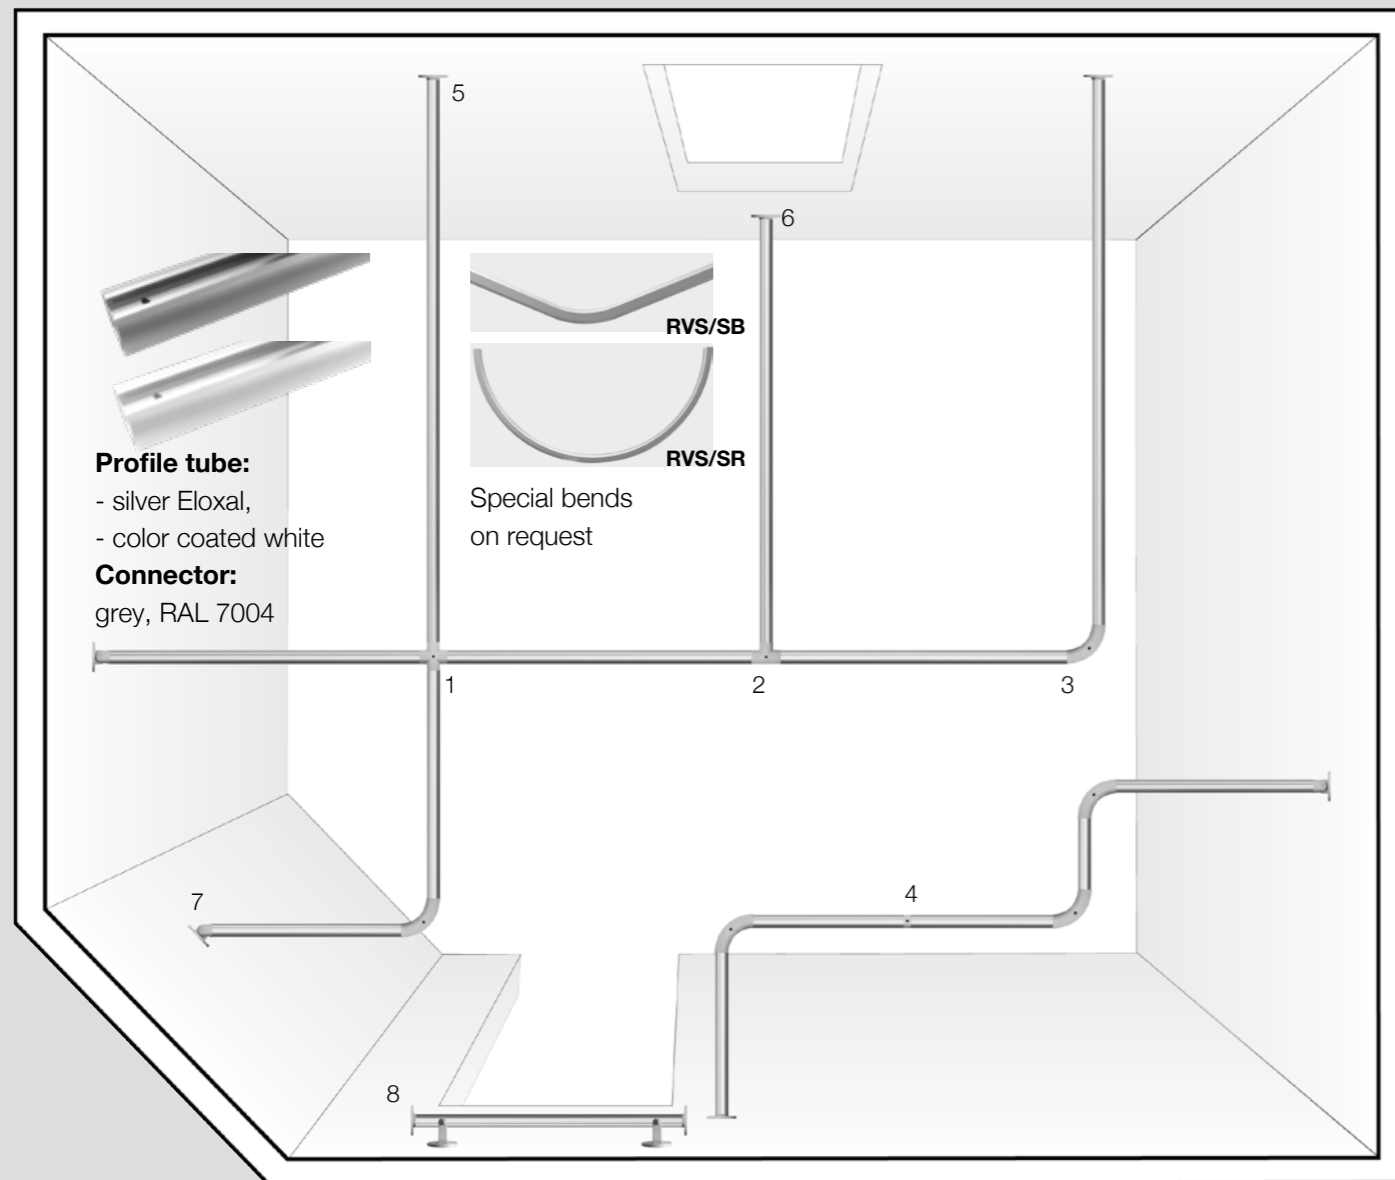 5
6
RVS/SB
RVS/SR
Profile tube:
- silver Eloxal,
- color coated white
Connector:
grey, RAL 7004
Special bends
on request
1
2
3
7
4
8